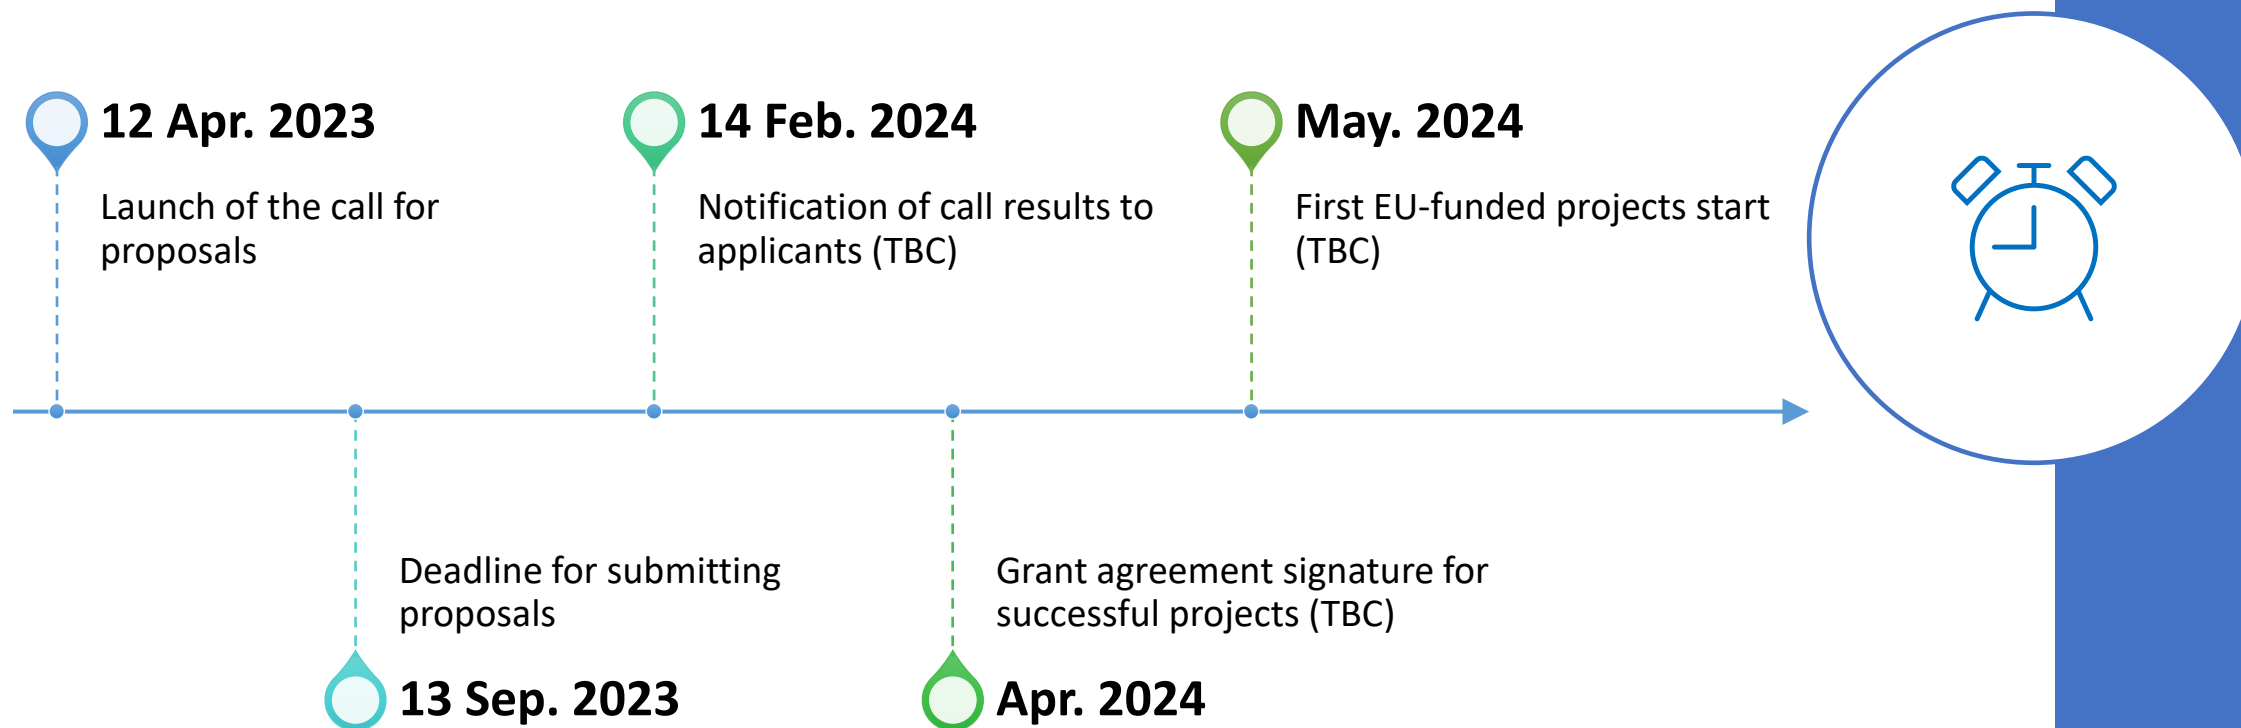 12 Apr. 2023
Launch of the call for
proposals
Deadline for submitting
proposals
13 Sep. 2023
14 Feb. 2024
Notification of call results to
applicants (TBC)
Grant agreement signature for
successful projects (TBC)
Apr. 2024
May. 2024
First EU-funded projects start
(TBC)